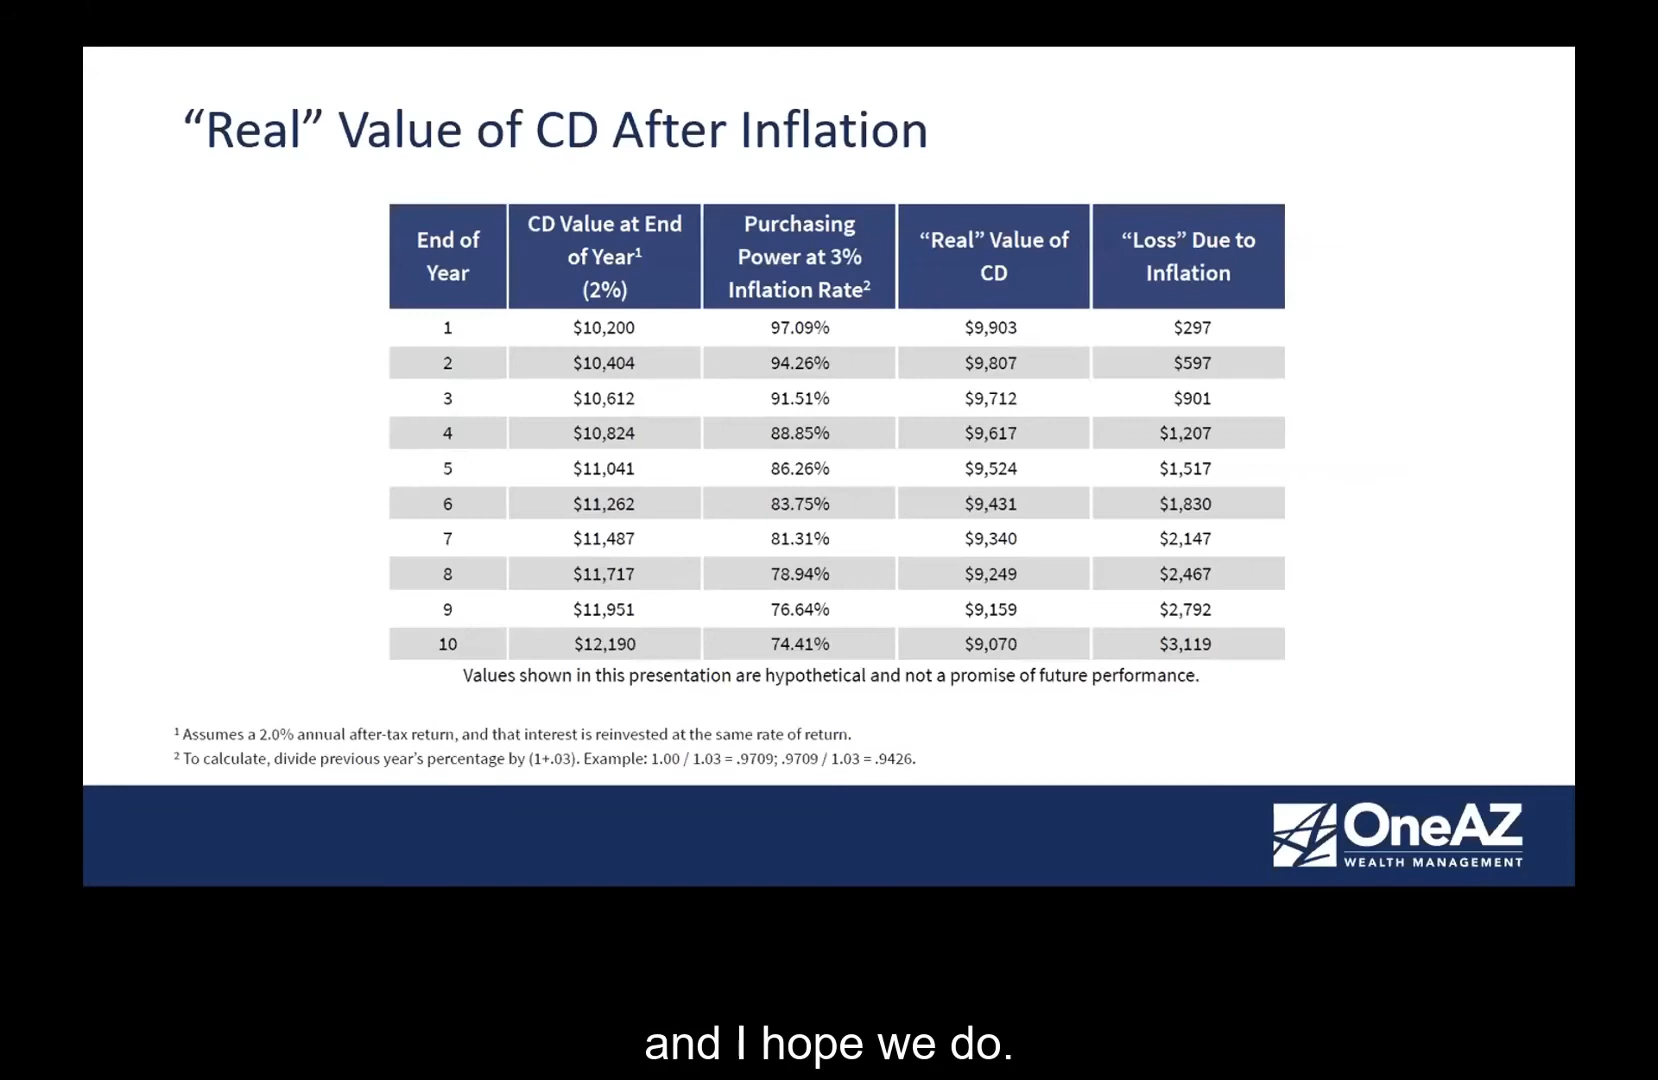 “Real” Value of CD After Inflation
End of Year | CD Value at End of Year¹ (2%) | Purchasing Power at 3% Inflation Rate² | “Real” Value of CD | “Loss” Due to Inflation
1 | $10,200 | 97.09% | $9,903 | $297
2 | $10,404 | 94.26% | $9,807 | $597
3 | $10,612 | 91.51% | $9,712 | $901
4 | $10,824 | 88.85% | $9,617 | $1,207
5 | $11,041 | 86.26% | $9,524 | $1,517
6 | $11,262 | 83.75% | $9,431 | $1,830
7 | $11,487 | 81.31% | $9,340 | $2,147
8 | $11,717 | 78.94% | $9,249 | $2,467
9 | $11,951 | 76.64% | $9,159 | $2,792
10 | $12,190 | 74.41% | $9,070 | $3,119
Values shown in this presentation are hypothetical and not a promise of future performance.
¹ Assumes a 2.0% annual after-tax return, and that interest is reinvested at the same rate of return.
² To calculate, divide previous year’s percentage by (1+.03). Example: 1.00 / 1.03 = .9709; .9709 / 1.03 = .9426.
OneAZ
WEALTH MANAGEMENT
and I hope we do.